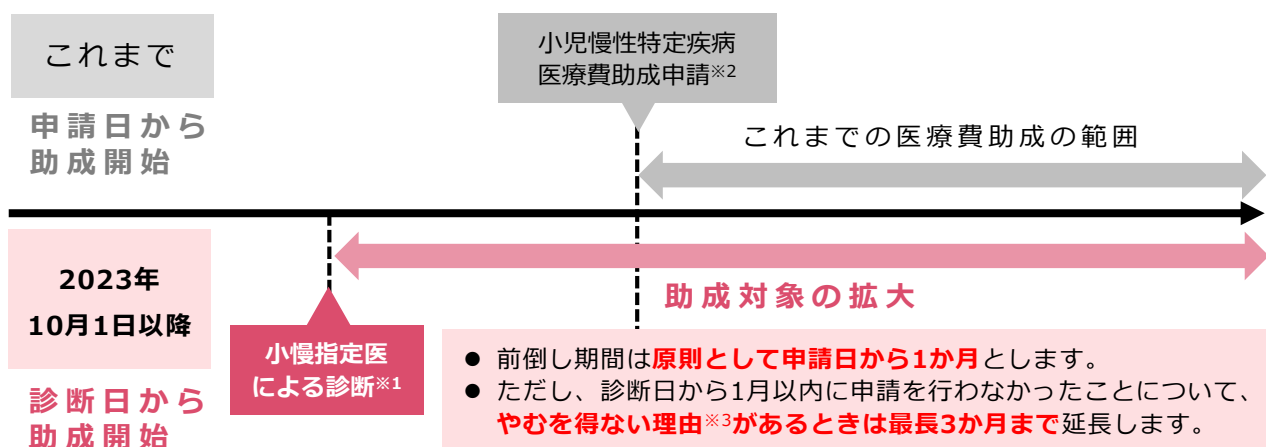 これまで
申請日から
助成開始
小児慢性特定疾病
医療費助成申請※2
これまでの医療費助成の範囲
2023年
10月1日以降
診断日から
助成開始
小慢指定医
による診断※1
助成対象の拡大
● 前倒し期間は原則として申請日から1か月とします。
● ただし、診断日から1月以内に申請を行わなかったことについて、
やむを得ない理由※3があるときは最長3か月まで延長します。